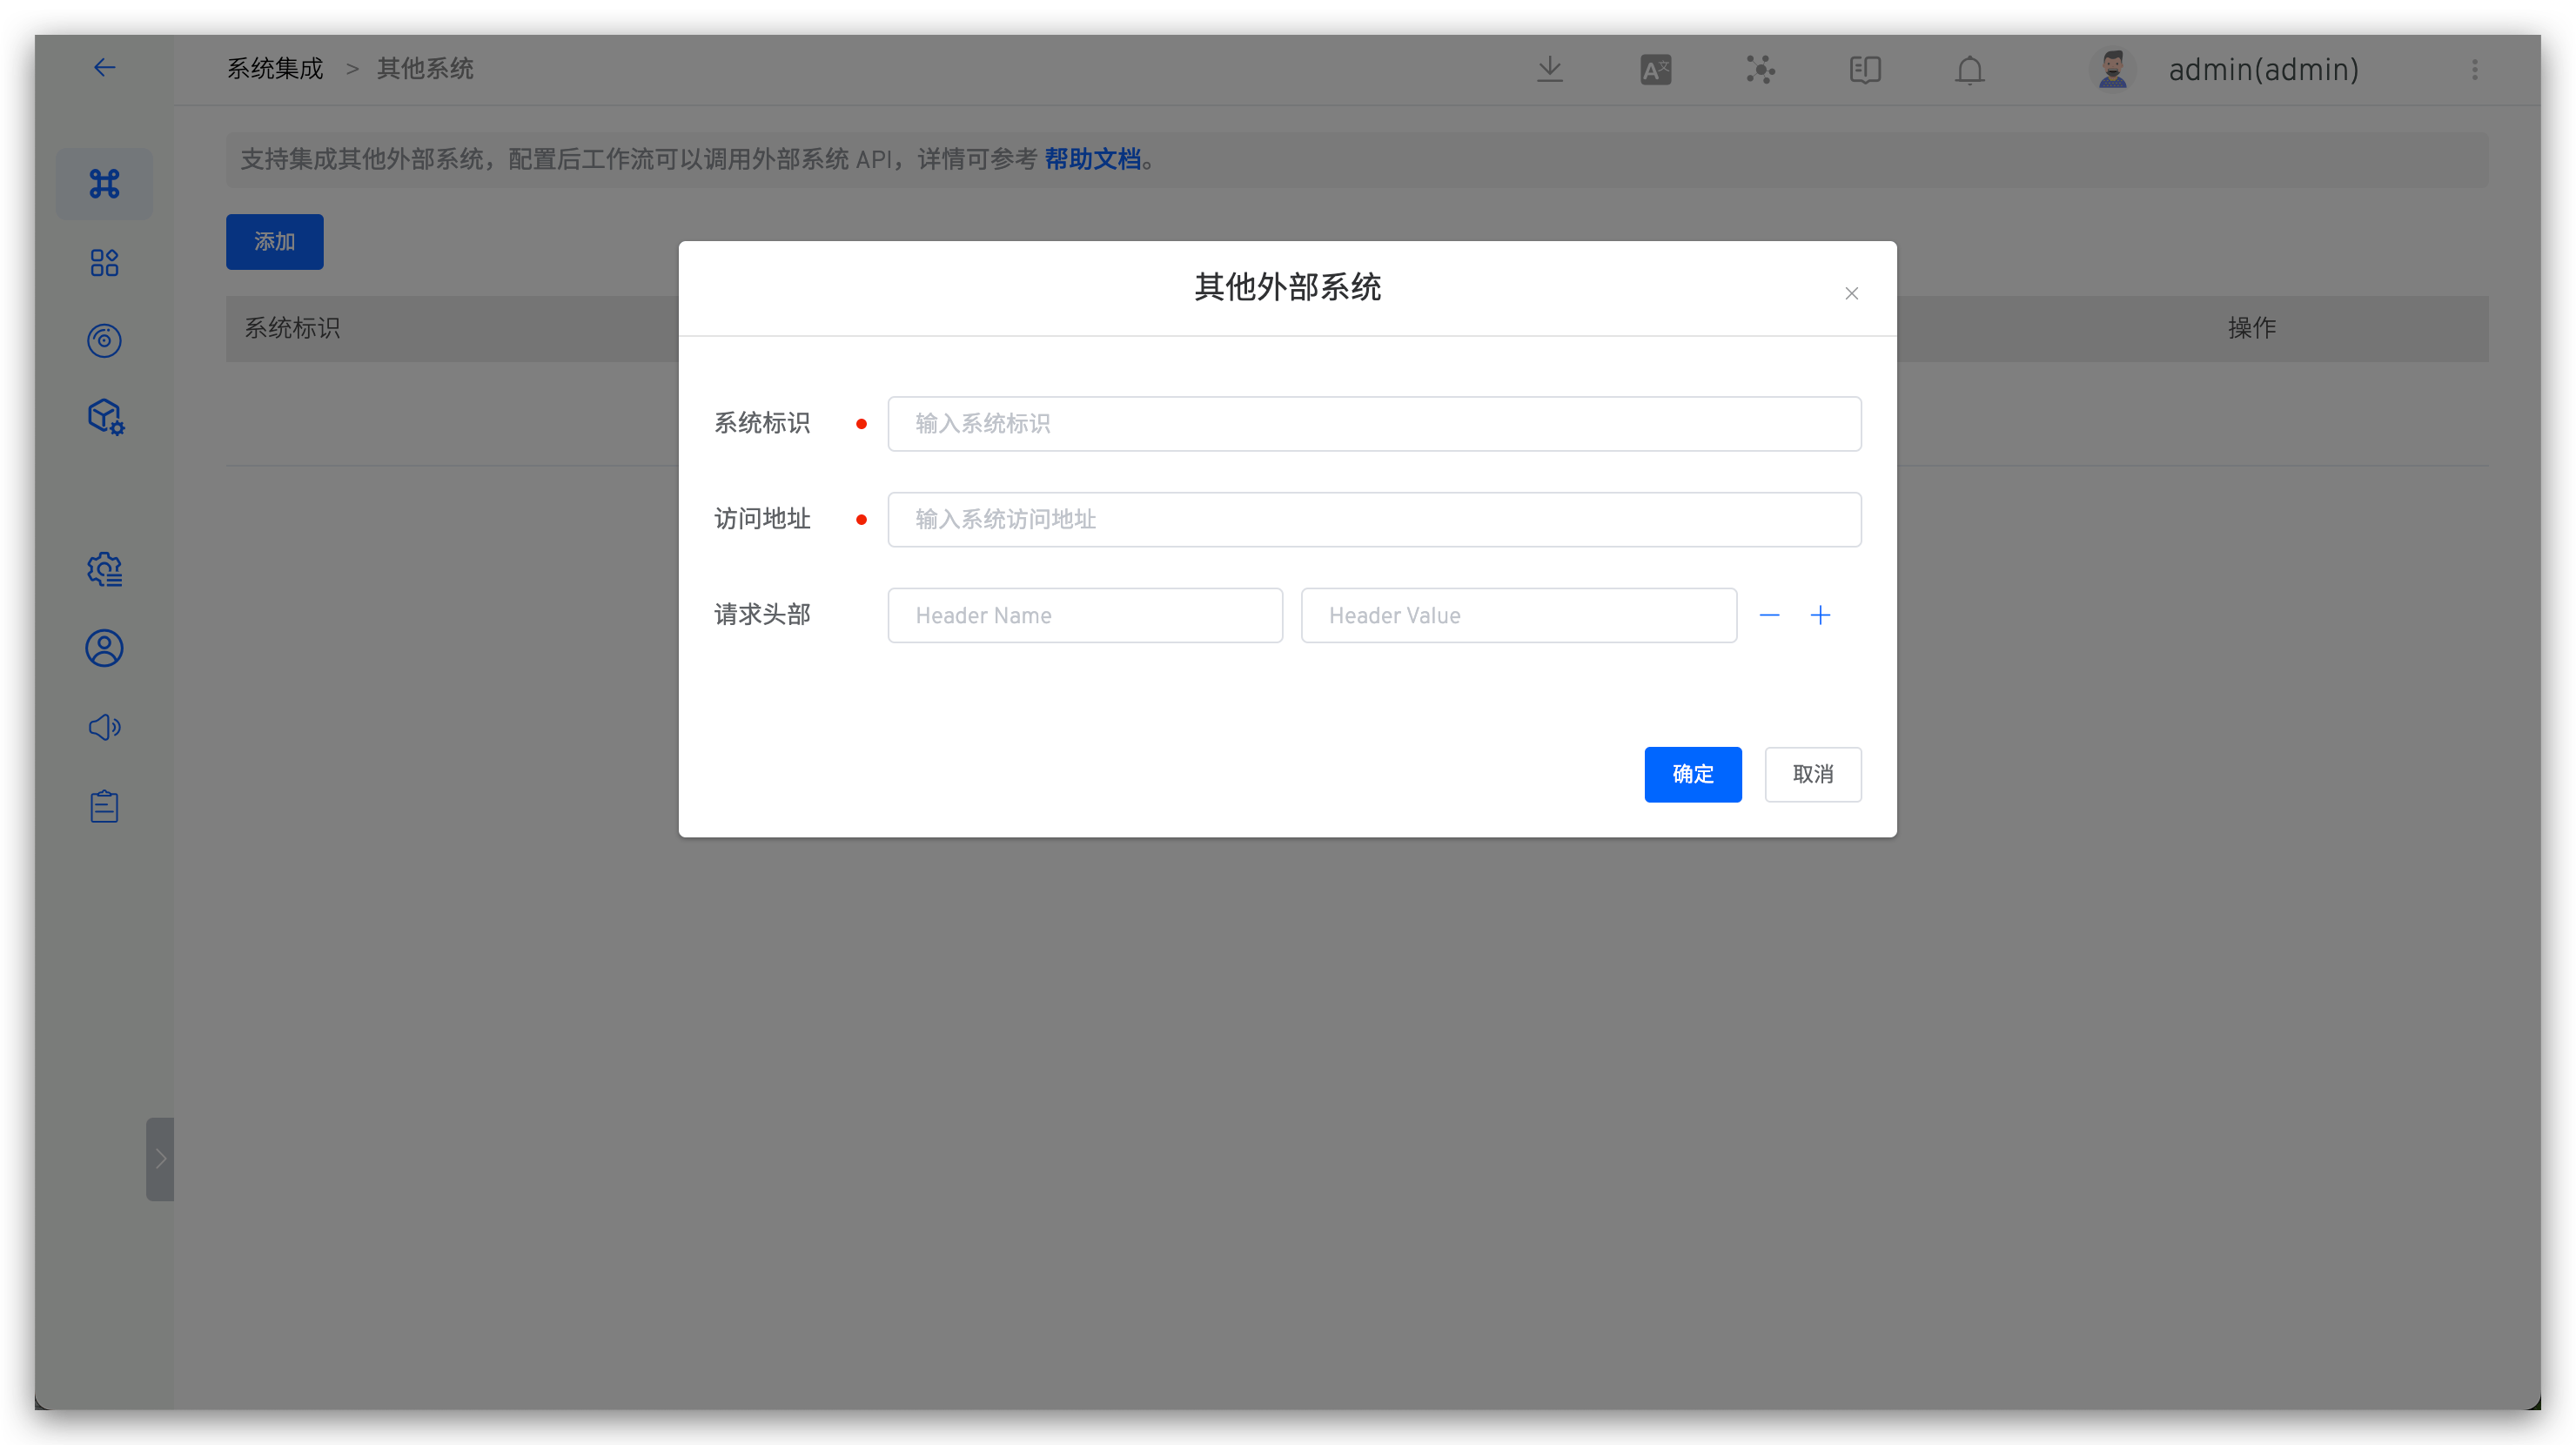 系统集成 > 其他系统
admin(admin)
支持集成其他外部系统，配置后工作流可以调用外部系统 API，详情可参考 帮助文档。
添加
系统标识
操作
其他外部系统
系统标识
输入系统标识
访问地址
输入系统访问地址
请求头部
Header Name
Header Value
确定
取消